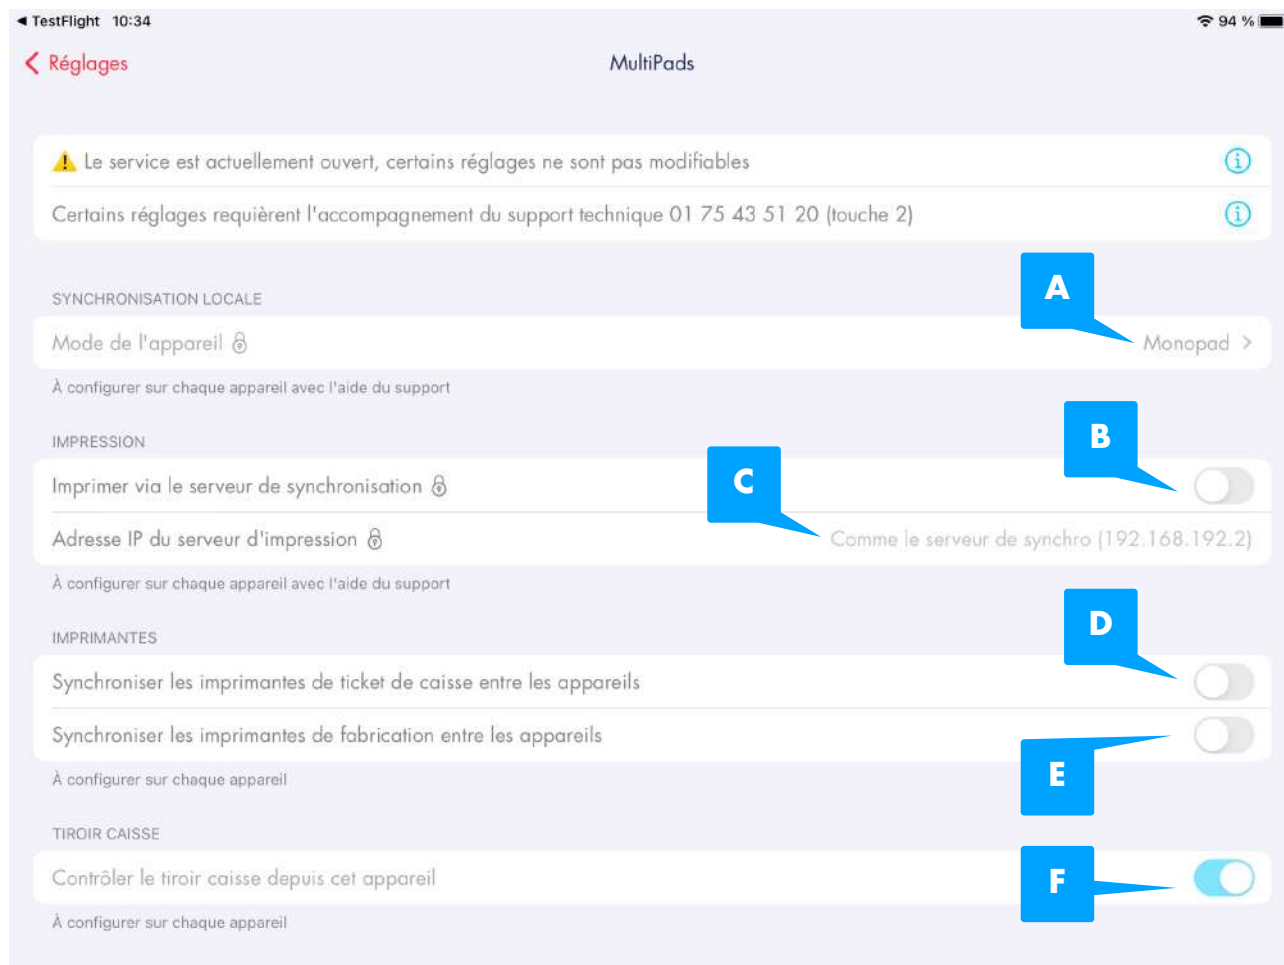 ◀ TestFlight 10:34 94 %
Réglages MultiPads
⚠ Le service est actuellement ouvert, certains réglages ne sont pas modifiables
Certains réglages requièrent l'accompagnement du support technique 01 75 43 51 20 (touche 2)
A
SYNCHRONISATION LOCALE
Mode de l'appareil Monopad >
À configurer sur chaque appareil avec l'aide du support
B
IMPRESSION
C
Imprimer via le serveur de synchronisation
Adresse IP du serveur d'impression Comme le serveur de synchro (192.168.192.2)
À configurer sur chaque appareil avec l'aide du support
D
IMPRIMANTES
Synchroniser les imprimantes de ticket de caisse entre les appareils
Synchroniser les imprimantes de fabrication entre les appareils
E
À configurer sur chaque appareil
TIROIR CAISSE
Contrôler le tiroir caisse depuis cet appareil
F
À configurer sur chaque appareil